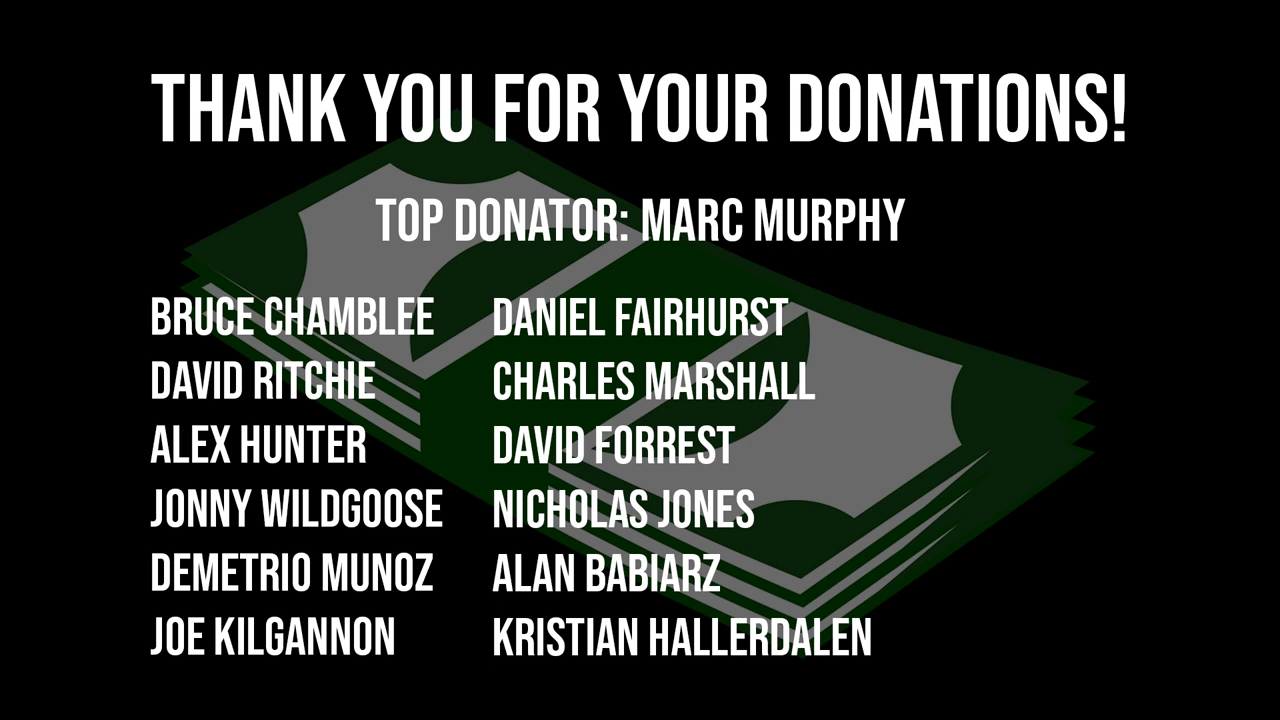 THANK YOU FOR YOUR DONATIONS!
TOP DONATOR: MARC MURPHY
BRUCE CHAMBLEE
DAVID RITCHIE
ALEX HUNTER
JONNY WILDGOOSE
DEMETRIO MUNOZ
JOE KILGANNON
DANIEL FAIRHURST
CHARLES MARSHALL
DAVID FORREST
NICHOLAS JONES
ALAN BABIARZ
KRISTIAN HALLERDALEN